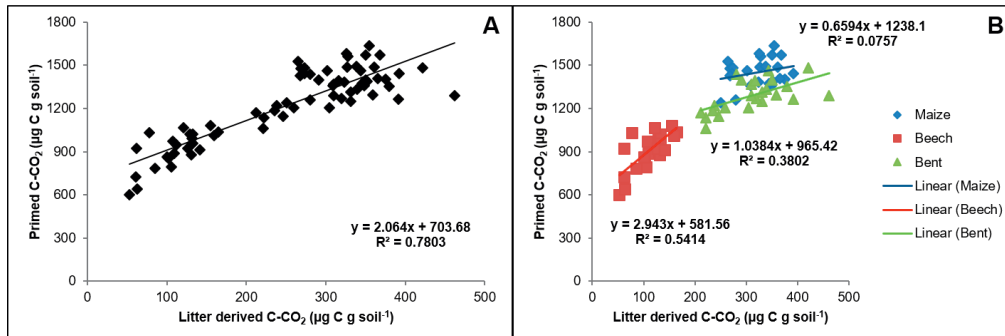 A
Primed C-CO₂ (µg C g soil⁻¹)
1800
1500
1200
900
600
300
0
y = 2.064x + 703.68
R² = 0.7803
0 100 200 300 400 500
Litter derived C-CO₂ (µg C g soil⁻¹)
B
Primed C-CO₂ (µg C g soil⁻¹)
1800
1500
1200
900
600
300
0
y = 0.6594x + 1238.1
R² = 0.0757
y = 1.0384x + 965.42
R² = 0.3802
y = 2.943x + 581.56
R² = 0.5414
0 100 200 300 400 500
Litter derived C-CO₂ (µg C g soil⁻¹)
Maize
Beech
Bent
Linear (Maize)
Linear (Beech)
Linear (Bent)